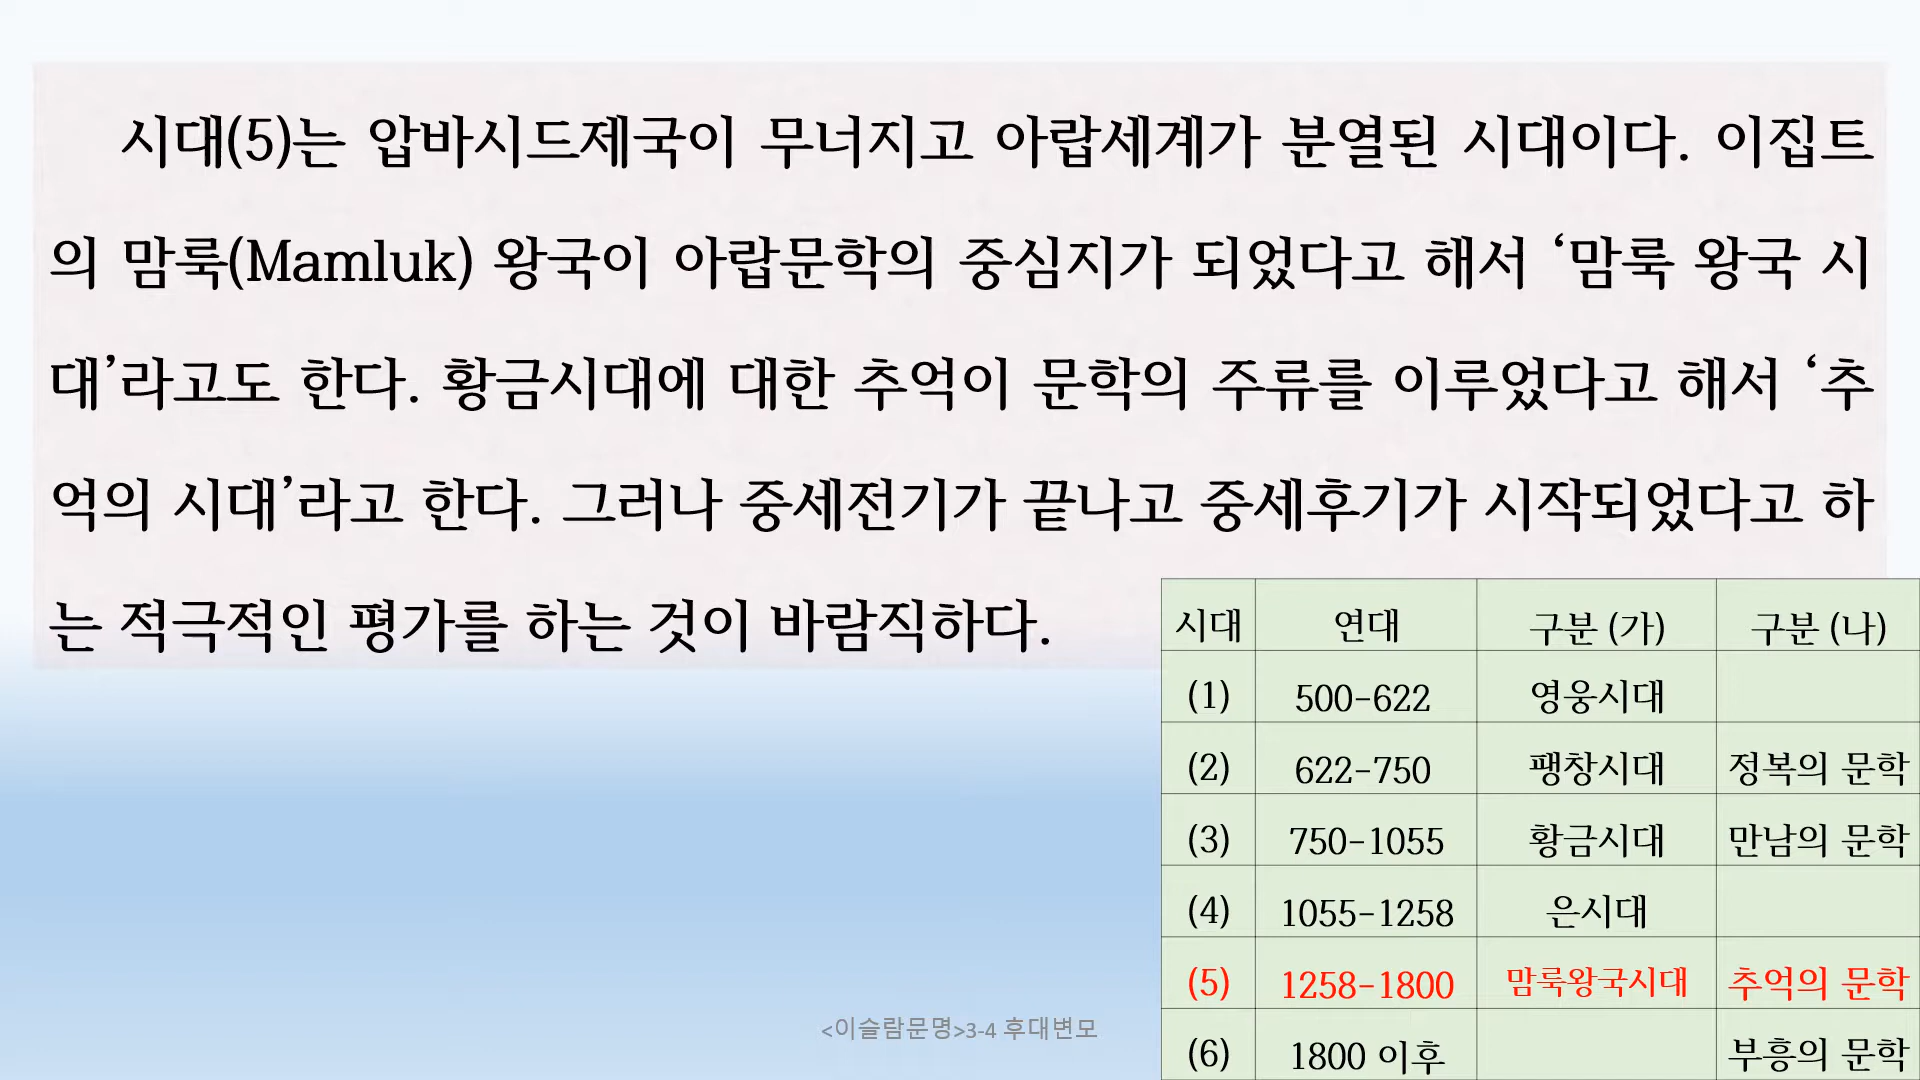 시대(5)는 압바시드제국이 무너지고 아랍세계가 분열된 시대이다. 이집트
의 맘룩(Mamluk) 왕국이 아랍문학의 중심지가 되었다고 해서 ‘맘룩 왕국 시
대’라고도 한다. 황금시대에 대한 추억이 문학의 주류를 이루었다고 해서 ‘추
억의 시대’라고 한다. 그러나 중세전기가 끝나고 중세후기가 시작되었다고 하
는 적극적인 평가를 하는 것이 바람직하다.
시대 연대 구분 (가) 구분 (나)
(1) 500-622 영웅시대
(2) 622-750 팽창시대 정복의 문학
(3) 750-1055 황금시대 만남의 문학
(4) 1055-1258 은시대
(5) 1258-1800 맘룩왕국시대 추억의 문학
(6) 1800 이후 부흥의 문학
<이슬람문명>3-4 후대변모